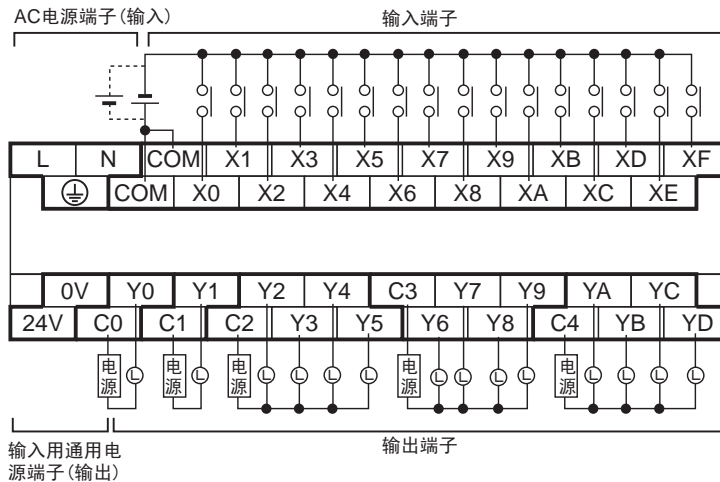 AC电源端子(输入) 输入端子
L N COM X1 X3 X5 X7 X9 XB XD XF
COM X0 X2 X4 X6 X8 XA XC XE
0V Y0 Y1 Y2 Y4 C3 Y7 Y9 YA YC
24V C0 C1 C2 Y3 Y5 Y6 Y8 C4 YB YD
电源 L 电源 L 电源 L L L L 电源 L L L L 电源 L L L L
输入用通用电
源端子(输出)
输出端子